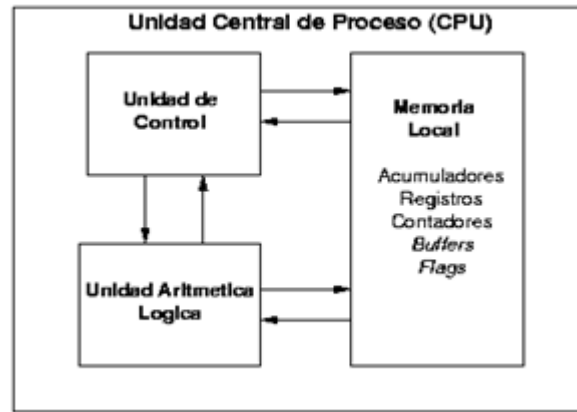 Unidad Central de Proceso (CPU)
Unidad de
Control
Memoria
Local
Acumuladores
Registros
Contadores
Buffers
Flags
Unidad Aritmetica
Logica